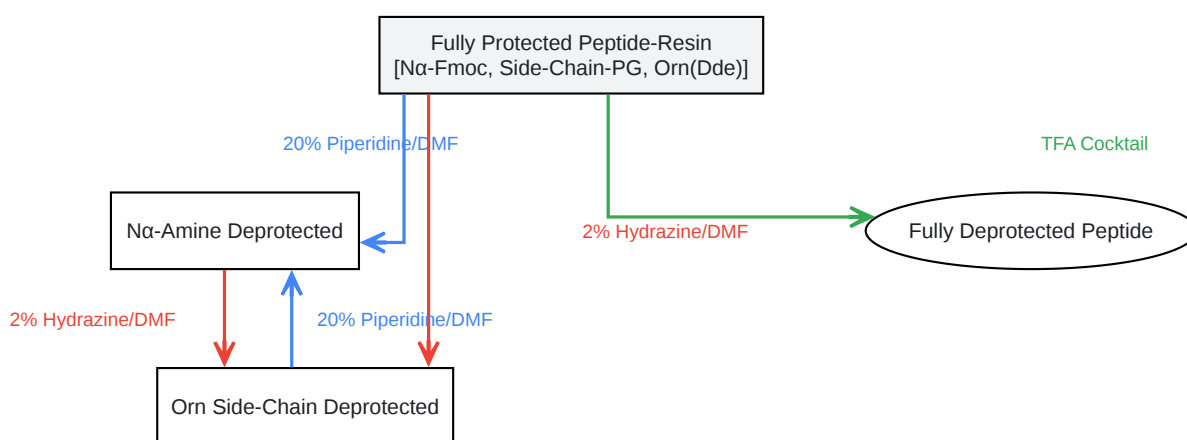 Fully Protected Peptide-Resin
[Nα-Fmoc, Side-Chain-PG, Orn(Dde)]
20% Piperidine/DMF
TFA Cocktail
Nα-Amine Deprotected
2% Hydrazine/DMF
Fully Deprotected Peptide
2% Hydrazine/DMF
20% Piperidine/DMF
Orn Side-Chain Deprotected